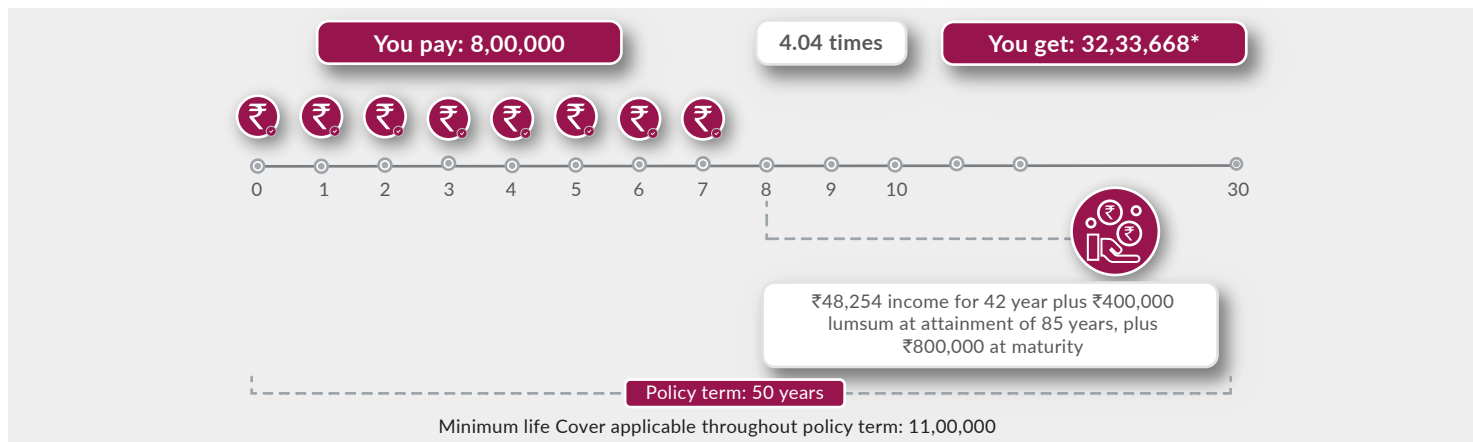 You pay: 8,00,000
4.04 times
You get: 32,33,668*
₹ ₹ ₹ ₹ ₹ ₹ ₹ ₹
0 1 2 3 4 5 6 7 8 9 10 30
₹ ₹
₹48,254 income for 42 year plus ₹400,000
lumsum at attainment of 85 years, plus
₹800,000 at maturity
Policy term: 50 years
Minimum life Cover applicable throughout policy term: 11,00,000